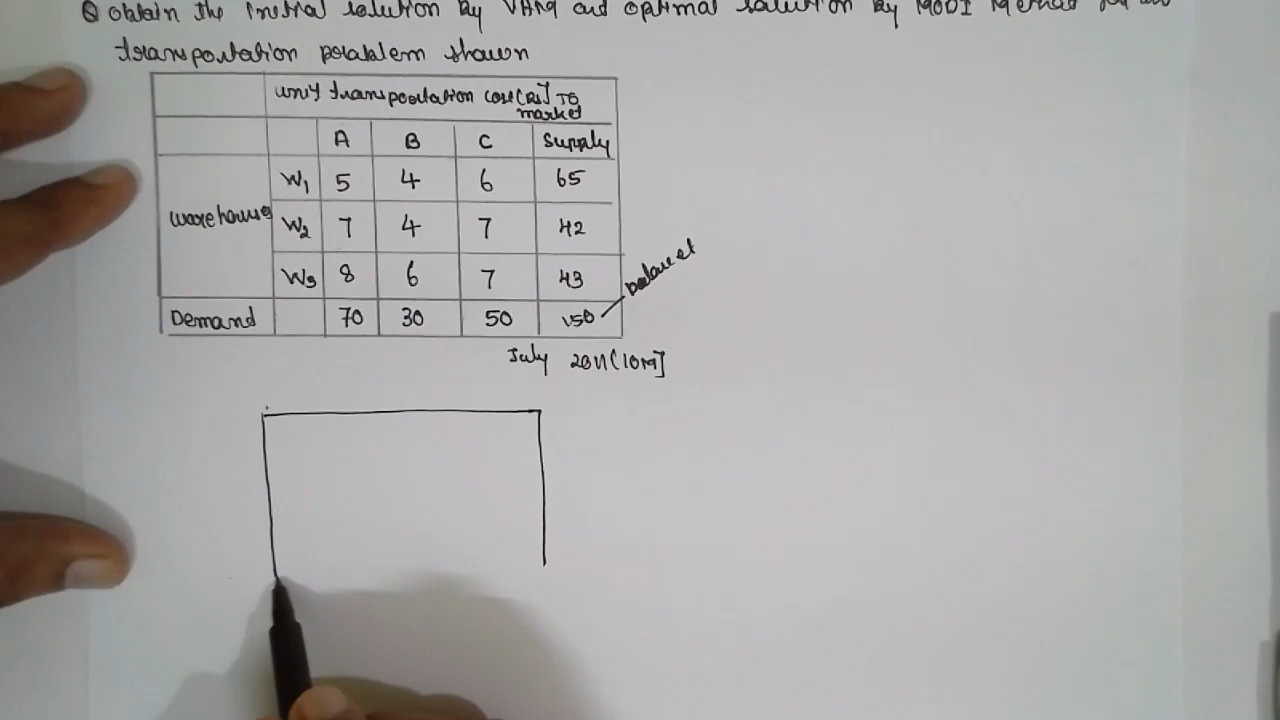 Q obtain the initial solution by VAM and optimal solution by MODI Method
transportation problem shown
unit transportation cost (RS) TO market
A B C Supply
W1 5 4 6 65
warehouse W2 7 4 7 42
W3 8 6 7 43
Demand 70 30 50 150
balanced
July 2011 [10M]